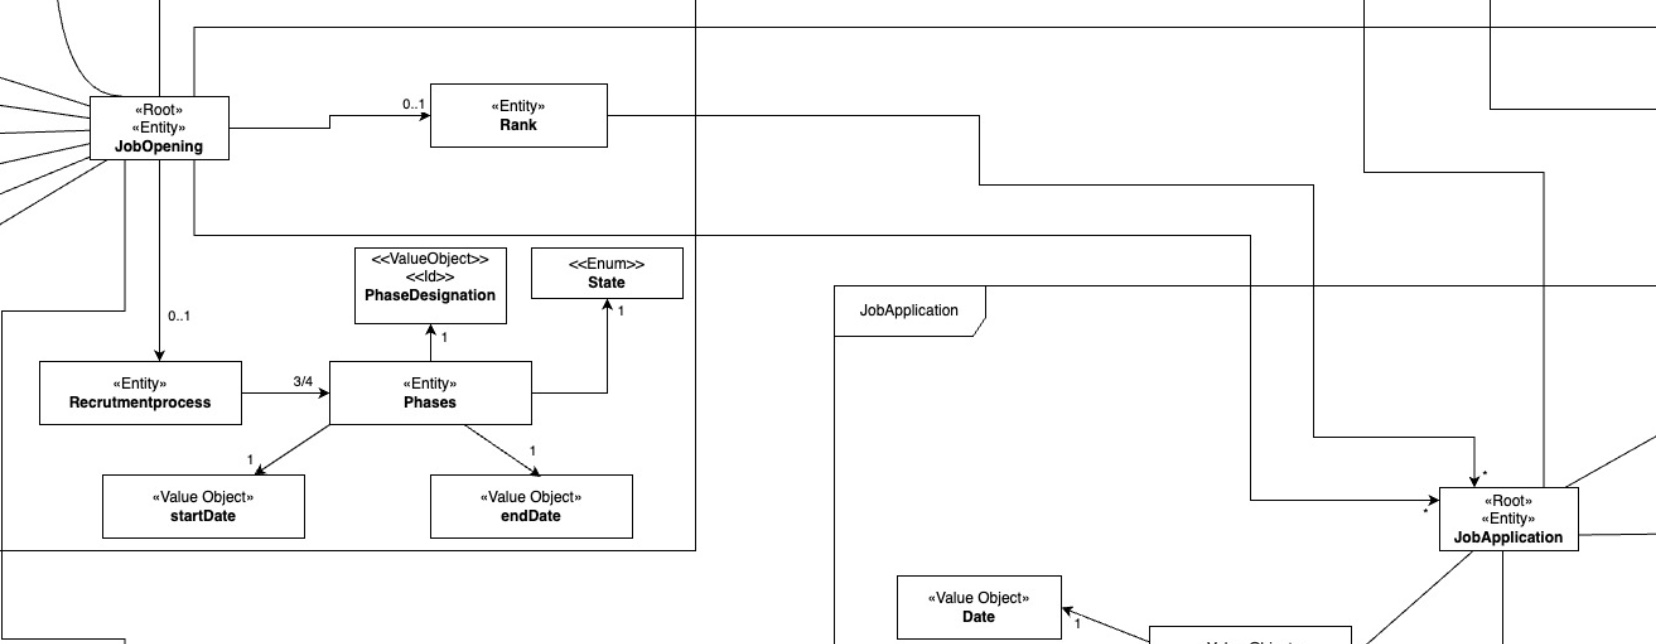 «Root»
«Entity»
JobOpening
0..1
«Entity»
Rank
<<ValueObject>>
<<Id>>
PhaseDesignation
<<Enum>>
State
1
1
0..1
JobApplication
«Entity»
Recrutmentprocess
3/4
«Entity»
Phases
1
1
«Value Object»
startDate
«Value Object»
endDate
*
*
«Root»
«Entity»
JobApplication
«Value Object»
Date
1